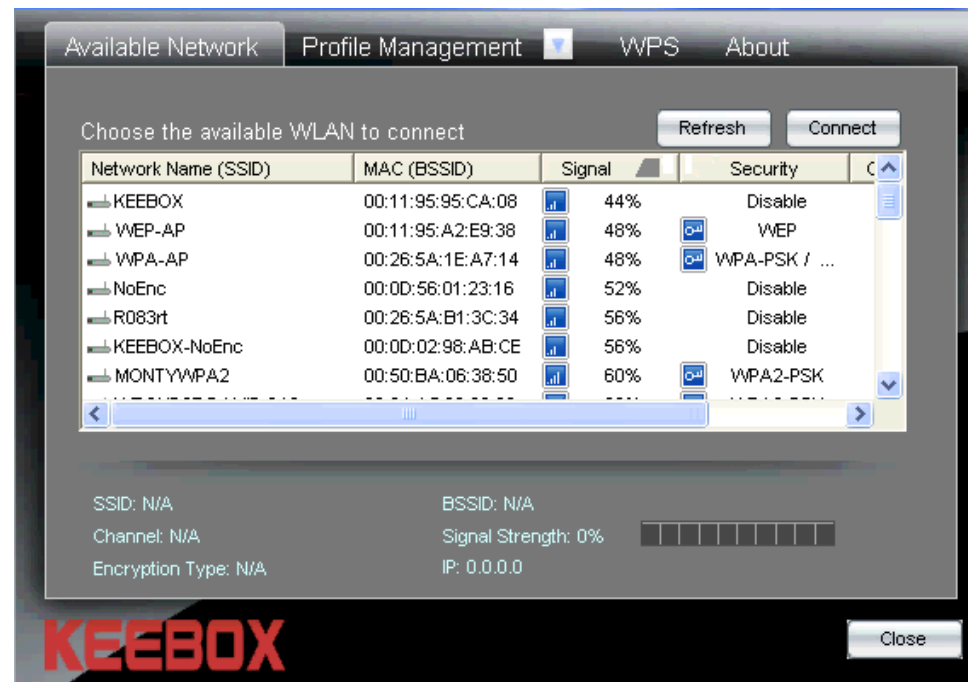 Available Network Profile Management WPS About
Choose the available WLAN to connect Refresh Connect
Network Name (SSID) MAC (BSSID) Signal Security
KEEBOX 00:11:95:95:CA:08 44% Disable
WEP-AP 00:11:95:A2:E9:38 48% WEP
WPA-AP 00:26:5A:1E:A7:14 48% WPA-PSK / ...
NoEnc 00:0D:56:01:23:16 52% Disable
R083rt 00:26:5A:B1:3C:34 56% Disable
KEEBOX-NoEnc 00:0D:02:98:AB:CE 56% Disable
MONTYWPA2 00:50:BA:06:38:50 60% WPA2-PSK
SSID: N/A BSSID: N/A
Channel: N/A Signal Strength: 0%
Encryption Type: N/A IP: 0.0.0.0
KEEBOX Close